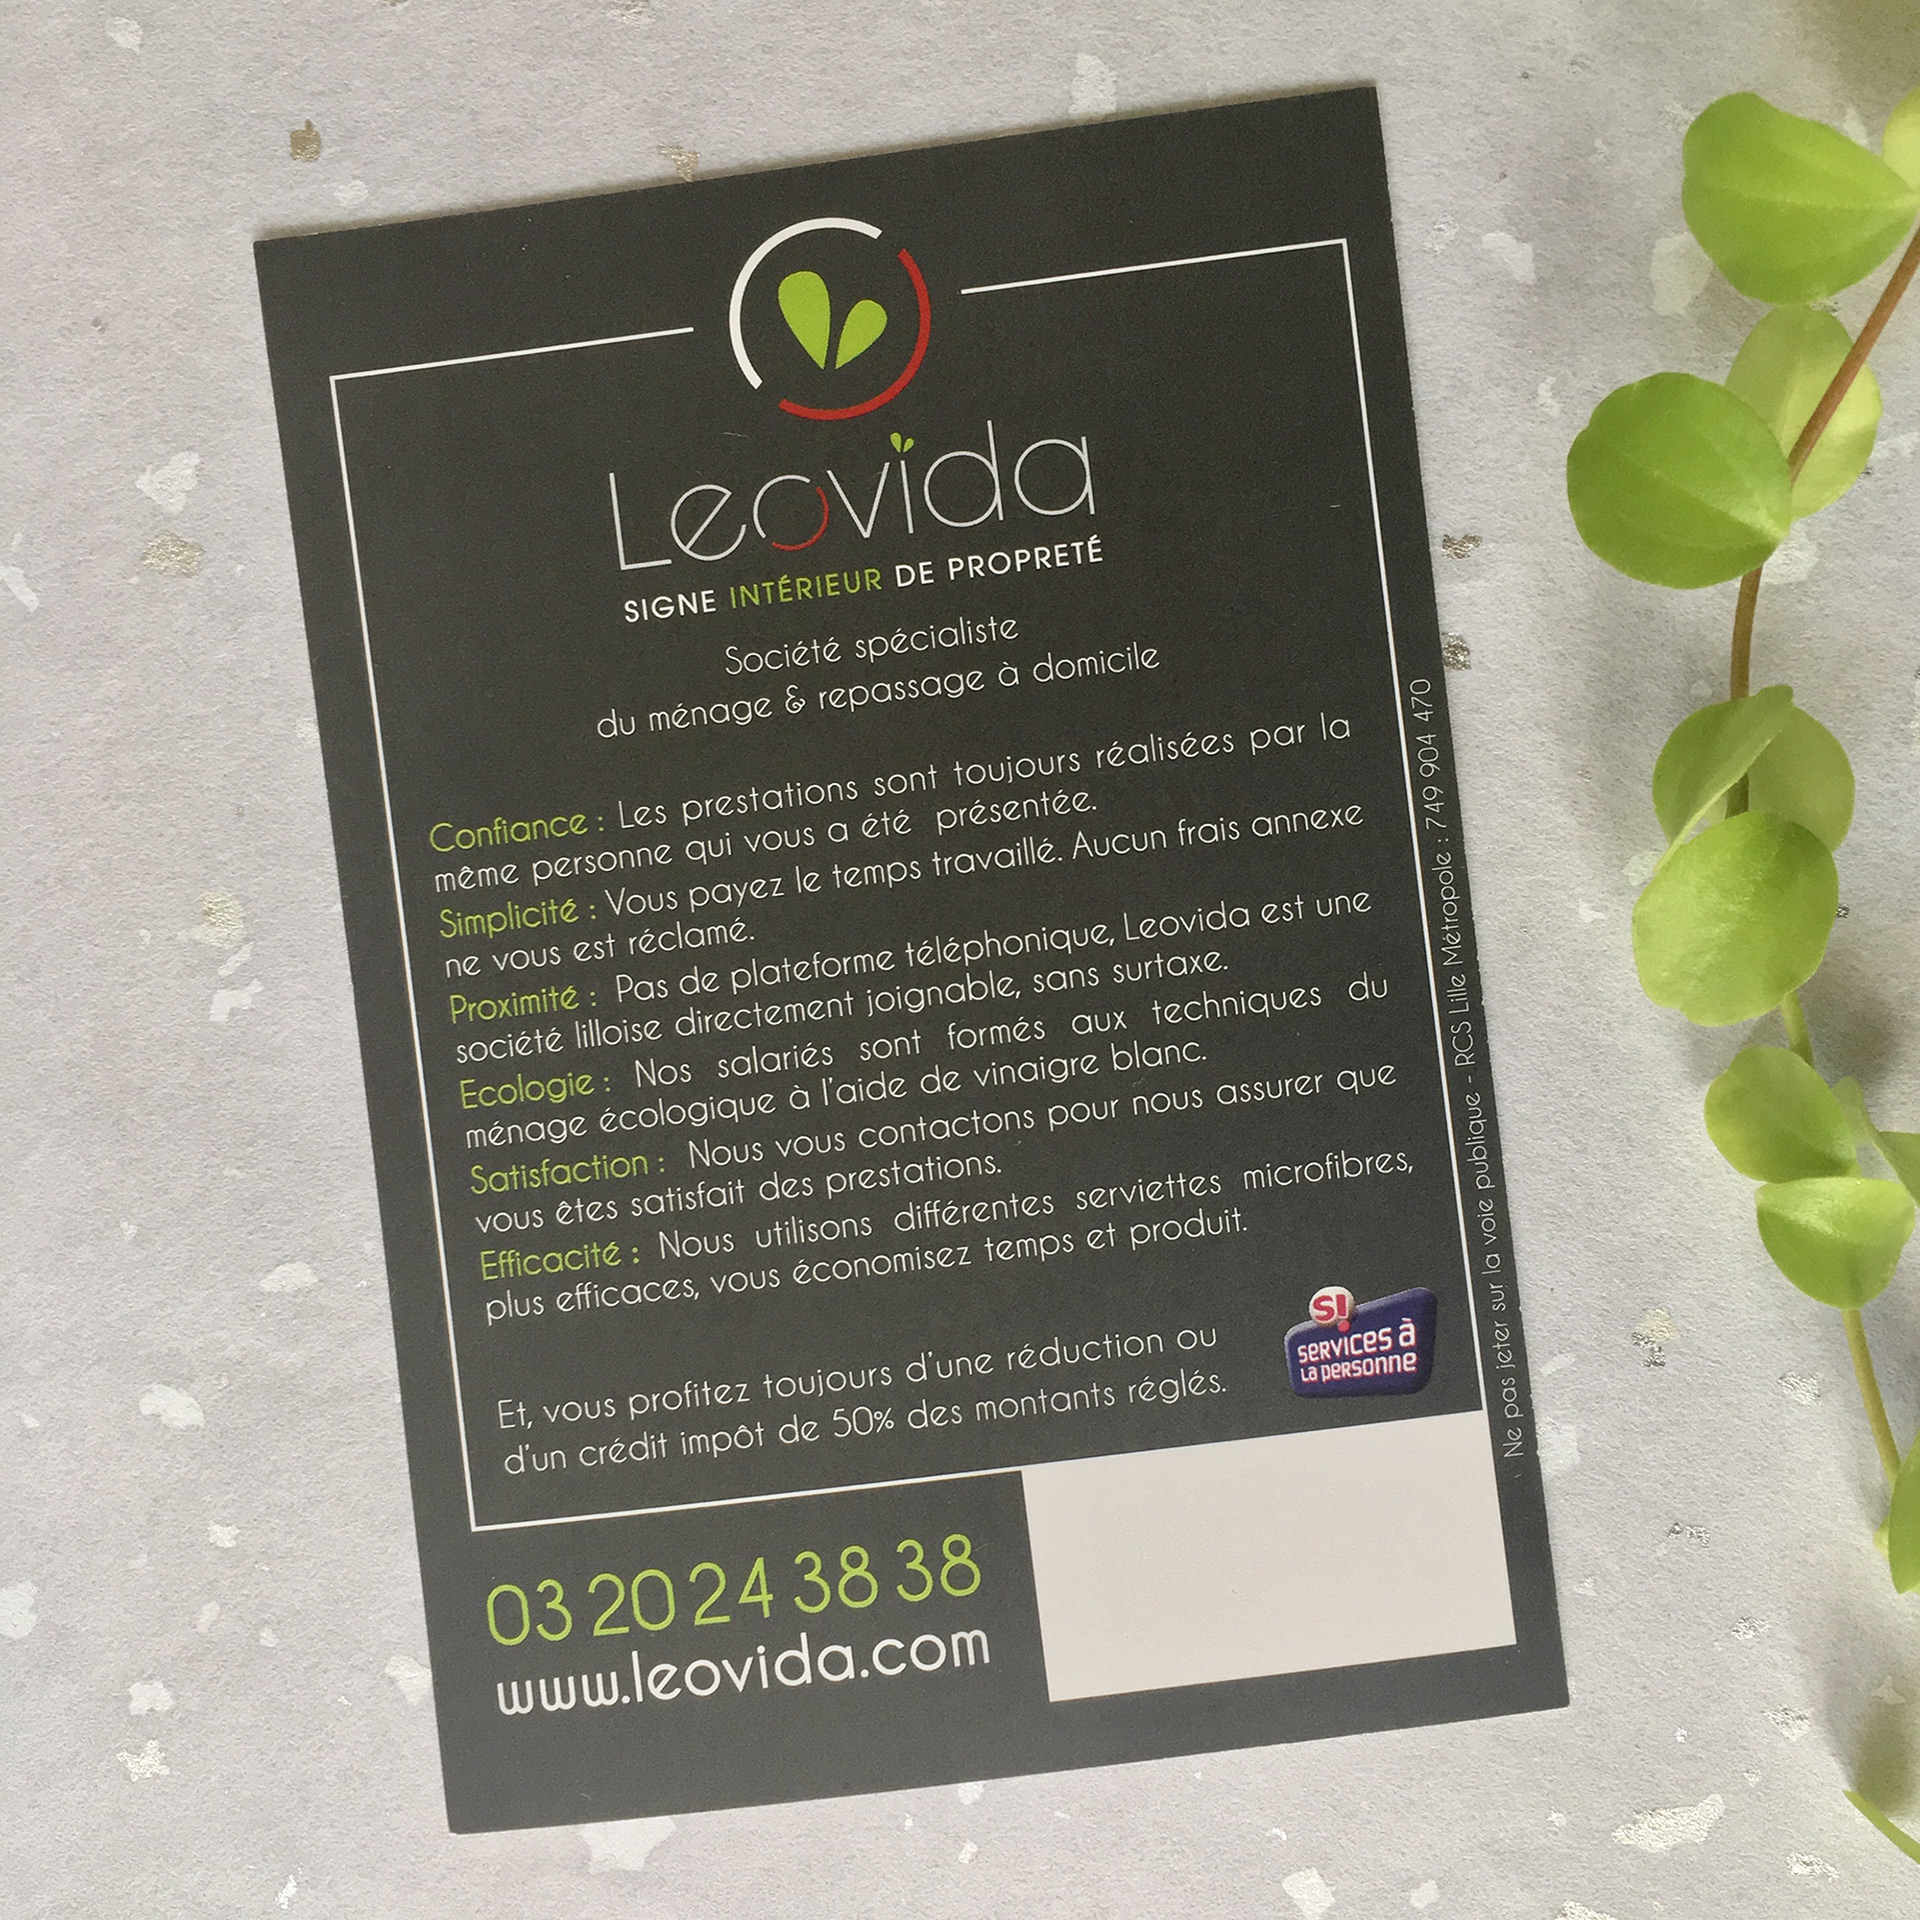 Leovida
SIGNE INTÉRIEUR DE PROPRETÉ
Société spécialiste
du ménage & repassage à domicile
Confiance : Les prestations sont toujours réalisées par la
même personne qui vous a été présentée.
Simplicité : Vous payez le temps travaillé. Aucun frais annexe
ne vous est réclamé.
Proximité : Pas de plateforme téléphonique, Leovida est une
société lilloise directement joignable, sans surtaxe.
Ecologie : Nos salariés sont formés aux techniques du
ménage écologique à l'aide de vinaigre blanc.
Satisfaction : Nous vous contactons pour nous assurer que
vous êtes satisfait des prestations.
Efficacité : Nous utilisons différentes serviettes microfibres,
plus efficaces, vous économisez temps et produit.
Et, vous profitez toujours d'une réduction ou
d'un crédit impôt de 50% des montants réglés.
S!
services à
la personne
03 20 24 38 38
www.leovida.com
Ne pas jeter sur la voie publique - RCS Lille Métropole : 749 904 470